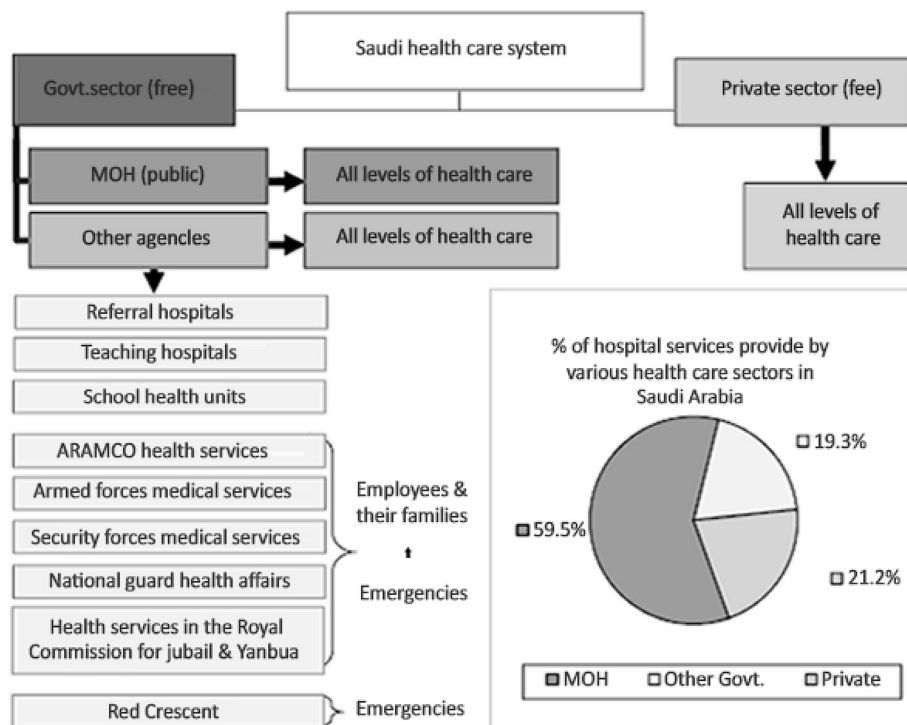 Saudi health care system
Govt.sector (free)
Private sector (fee)
MOH (public)
All levels of health care
Other agencies
All levels of health care
All levels of
health care
Referral hospitals
Teaching hospitals
School health units
ARAMCO health services
Armed forces medical services
Security forces medical services
National guard health affairs
Health services in the Royal
Commission for jubail & Yanbua
Employees &
their families
+
Emergencies
Red Crescent
Emergencies
% of hospital services provide by
various health care sectors in
Saudi Arabia
19.3%
59.5%
21.2%
MOH
Other Govt.
Private